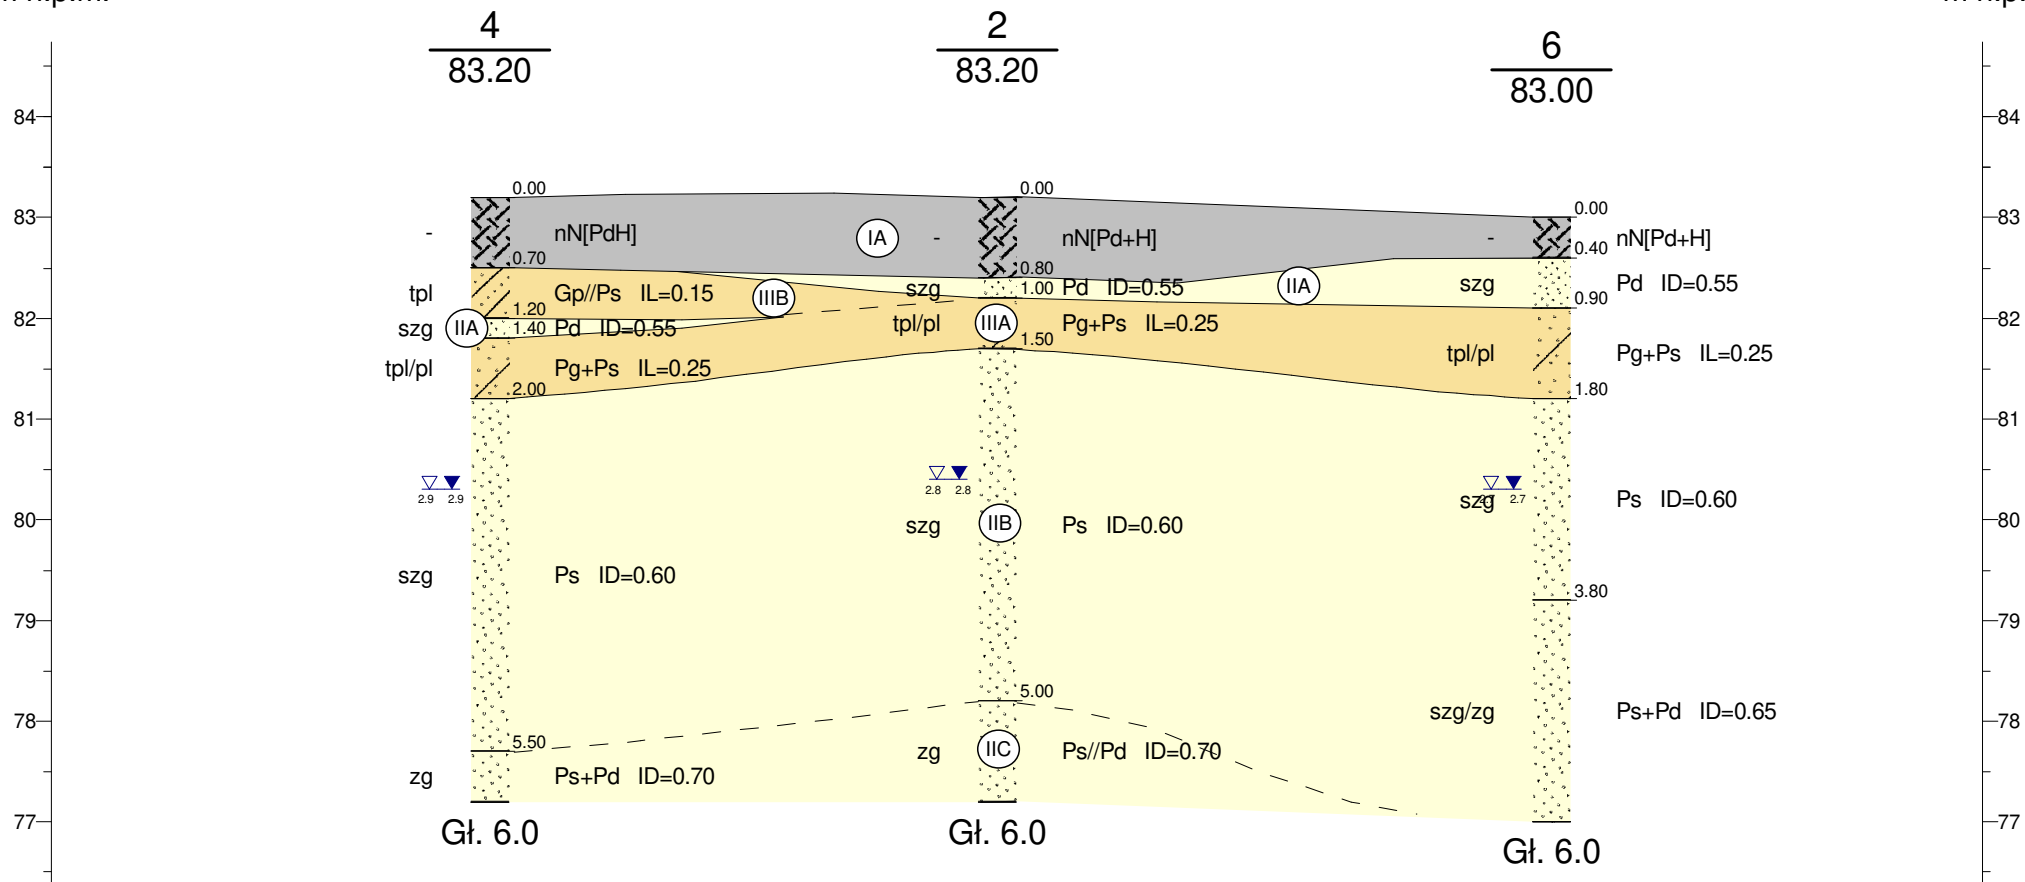 4
83.20
2
83.20
6
83.00
84
84
0.00
0.00
83
0.00
83
-
nN[PdH]
IA
-
nN[Pd+H]
-
nN[Pd+H]
0.40
0.70
0.80
tpl
Gp//Ps IL=0.15
IIIB
szg
1.00
Pd ID=0.55
IIA
szg
Pd ID=0.55
0.90
1.20
82
82
szg
IIA
1.40
Pd ID=0.55
tpl/pl
IIIA
Pg+Ps IL=0.25
1.50
tpl/pl
Pg+Ps IL=0.25
tpl/pl
Pg+Ps IL=0.25
2.00
1.80
81
81
2.9 2.9
2.8 2.8
2.7
szg
Ps ID=0.60
80
80
szg
IIB
Ps ID=0.60
szg
Ps ID=0.60
3.80
79
79
5.00
78
78
szg/zg
Ps+Pd ID=0.65
5.50
zg
IIC
Ps//Pd ID=0.70
zg
Ps+Pd ID=0.70
77
77
Gł. 6.0
Gł. 6.0
Gł. 6.0